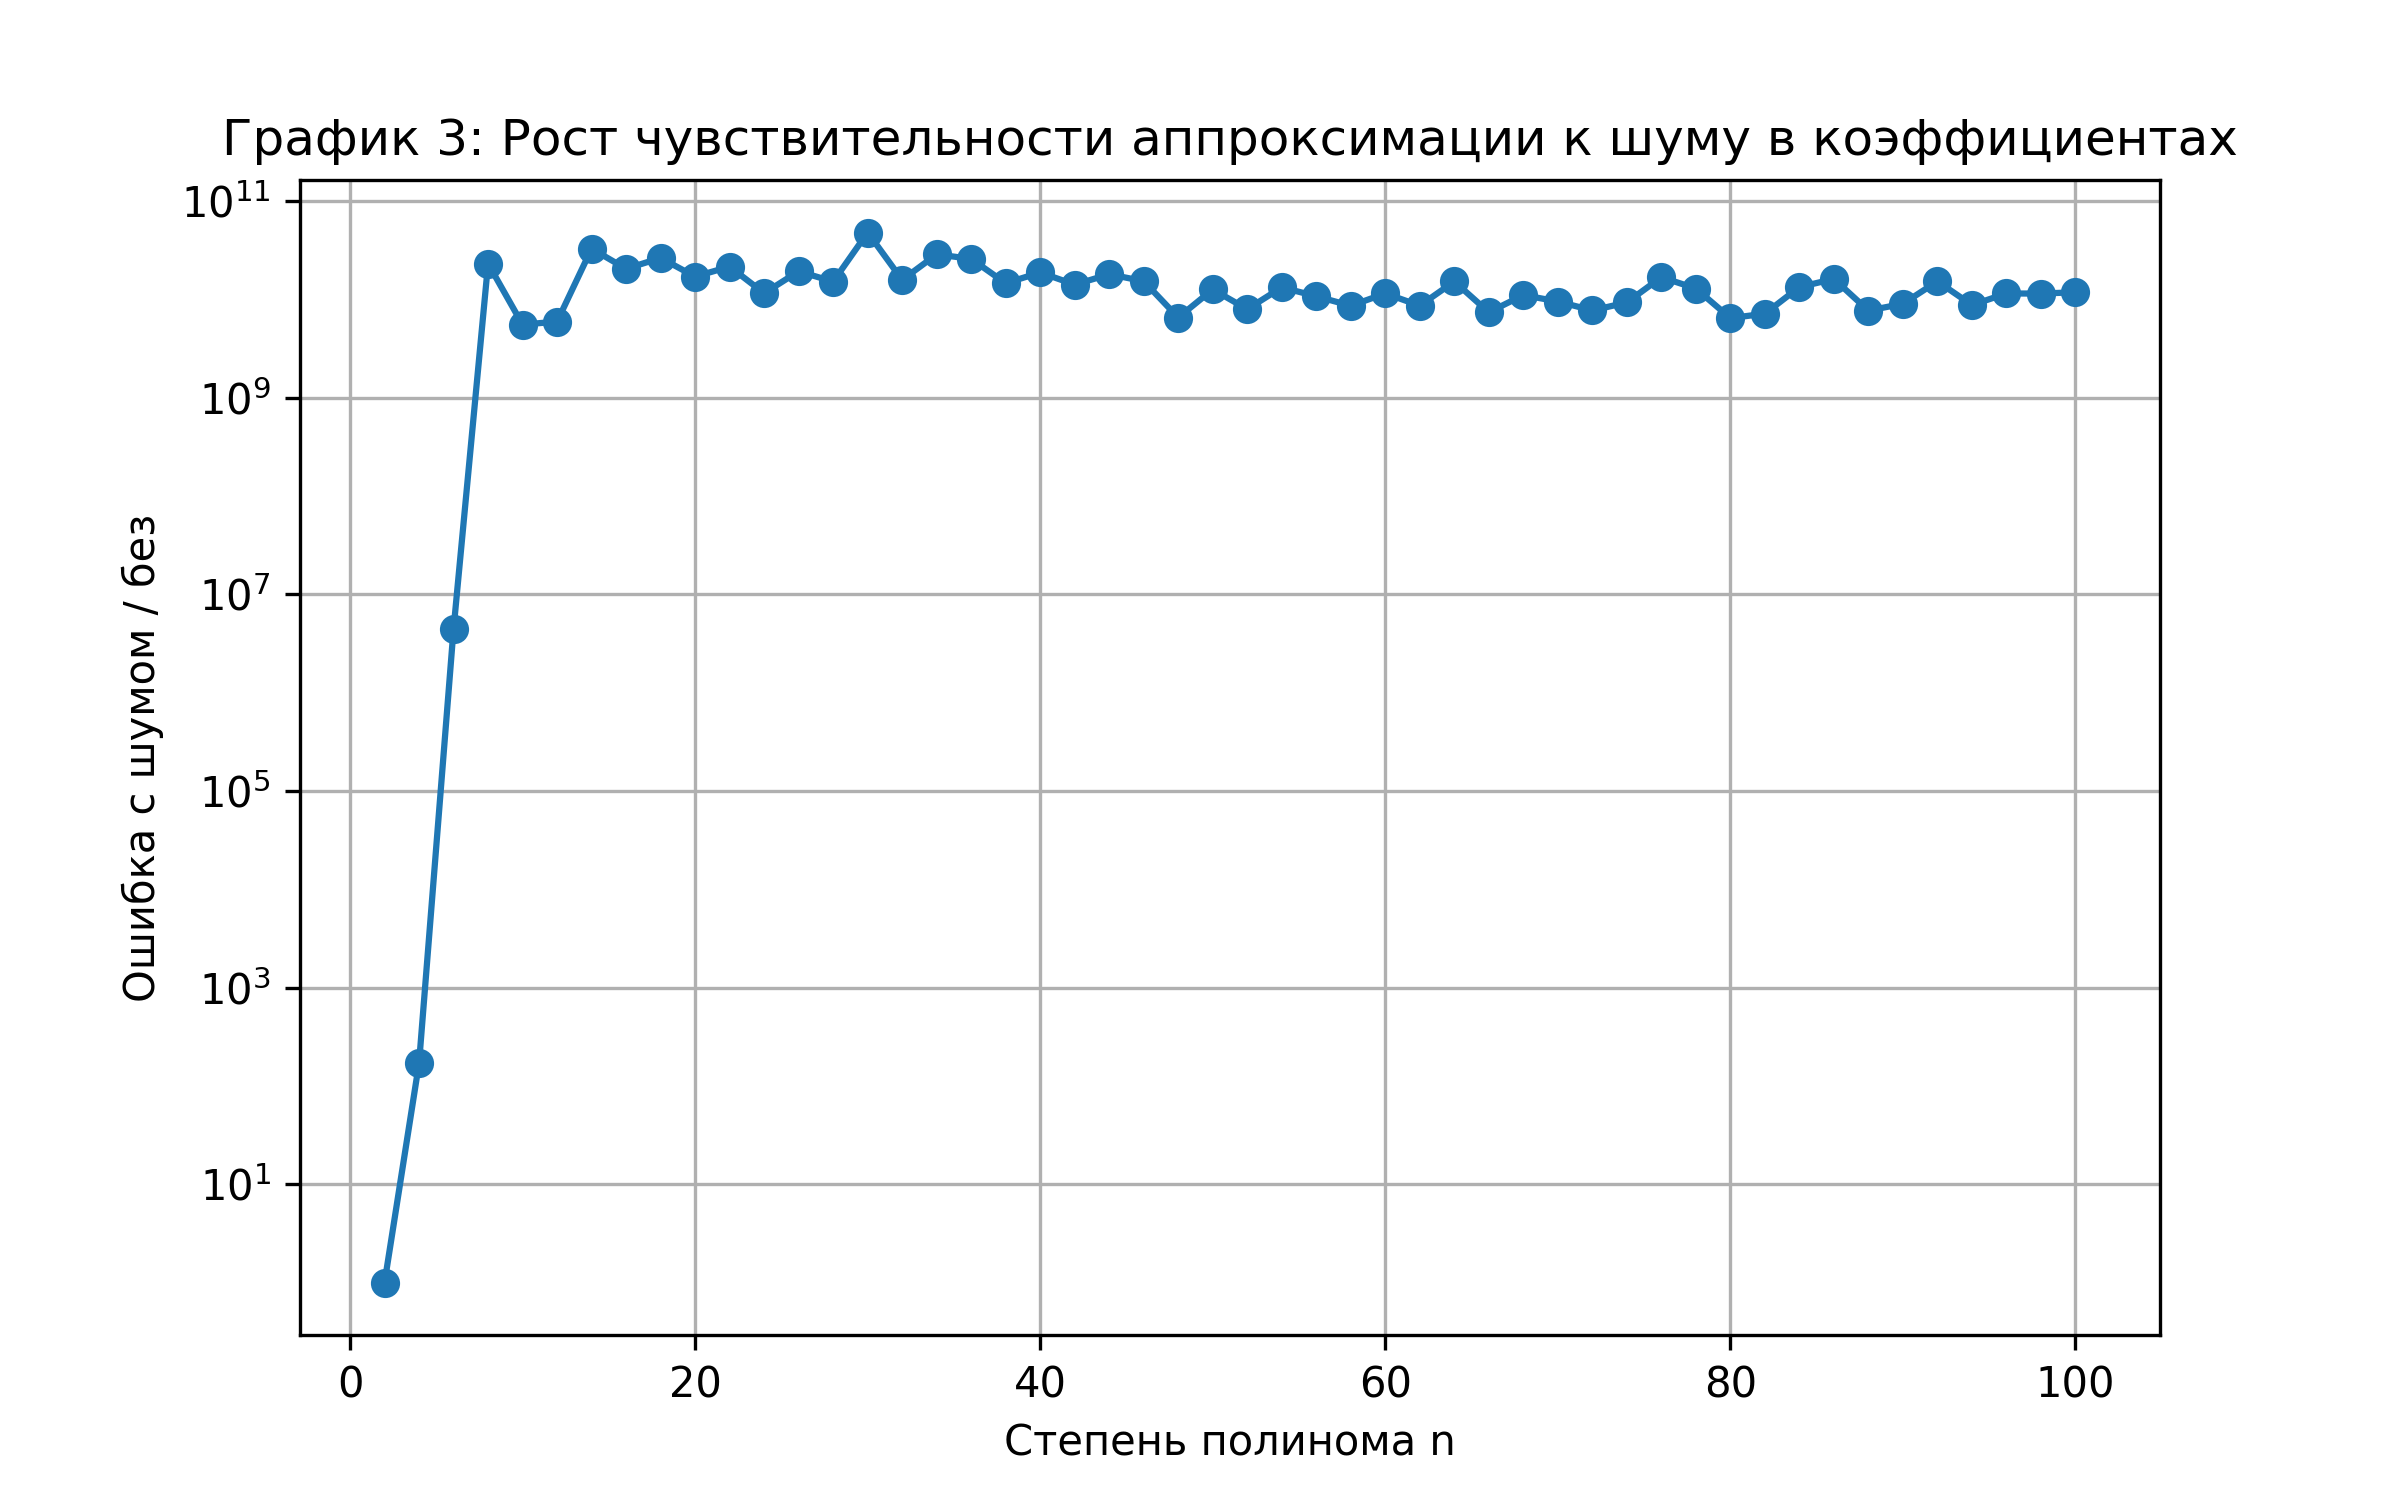 График 3: Рост чувствительности аппроксимации к шуму в коэффициентах
10¹¹
10⁹
10⁷
10⁵
10³
10¹
Ошибка с шумом / без
0 20 40 60 80 100
Степень полинома n